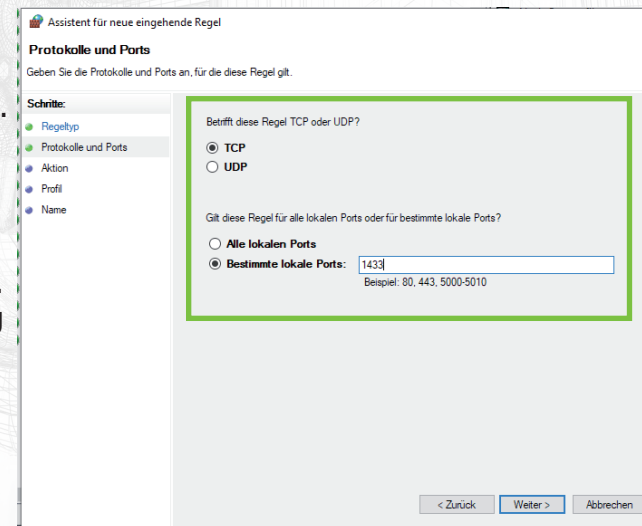 Assistent für neue eingehende Regel
Protokolle und Ports
Geben Sie die Protokolle und Ports an, für die diese Regel gilt.
Schritte:
Regeltyp
Protokolle und Ports
Aktion
Profil
Name
Betrifft diese Regel TCP oder UDP?
TCP
UDP
Gilt diese Regel für alle lokalen Ports oder für bestimmte lokale Ports?
Alle lokalen Ports
Bestimmte lokale Ports: 1433
Beispiel: 80, 443, 5000-5010
< Zurück Weiter > Abbrechen